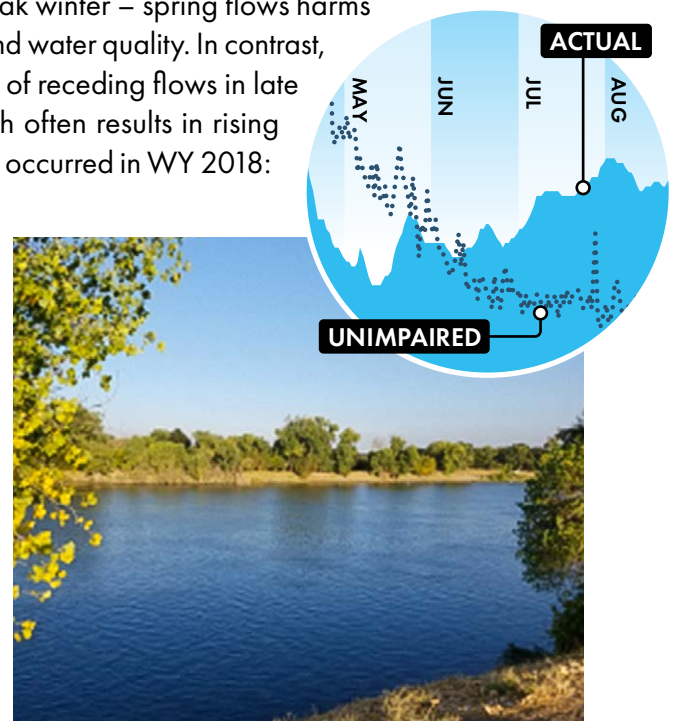 ak winter – spring flows harms
nd water quality. In contrast,
of receding flows in late
h often results in rising
occurred in WY 2018:
ACTUAL
MAY
JUN
JUL
AUG
UNIMPAIRED